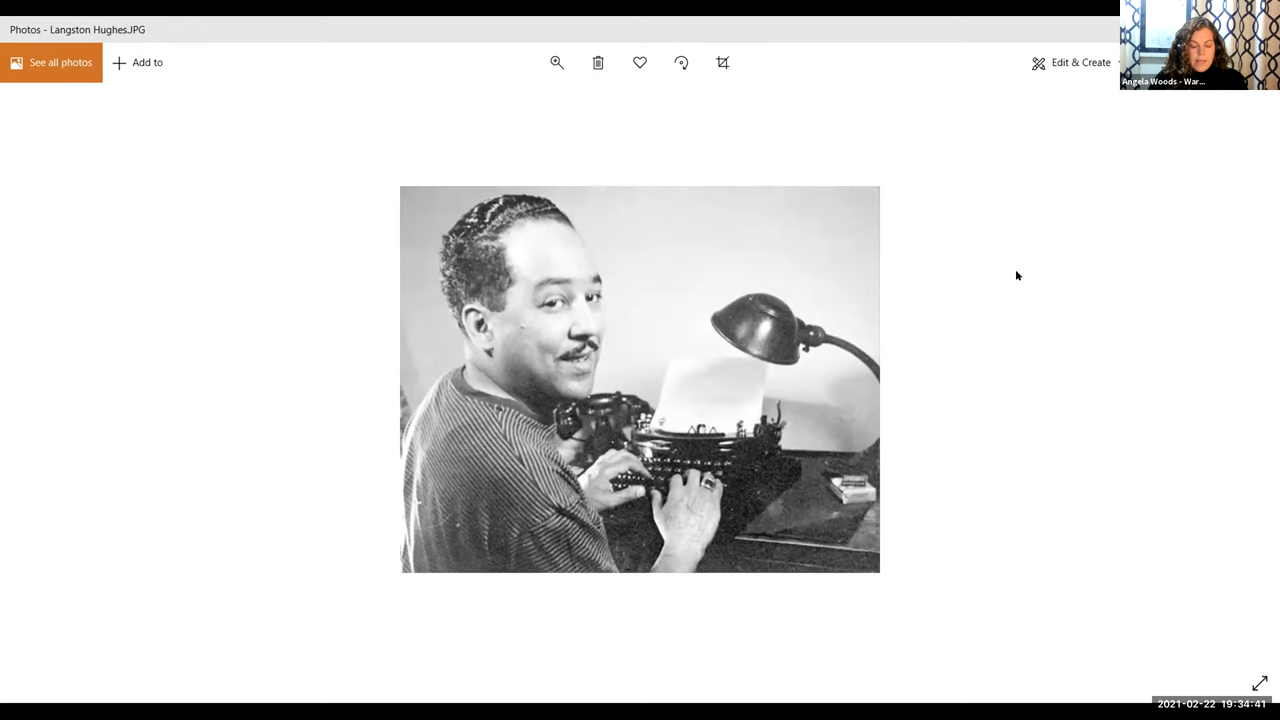 Photos - Langston Hughes.JPG
See all photos
Add to
Edit & Create
Angela Woods - War...
2021-02-22 19:34:41